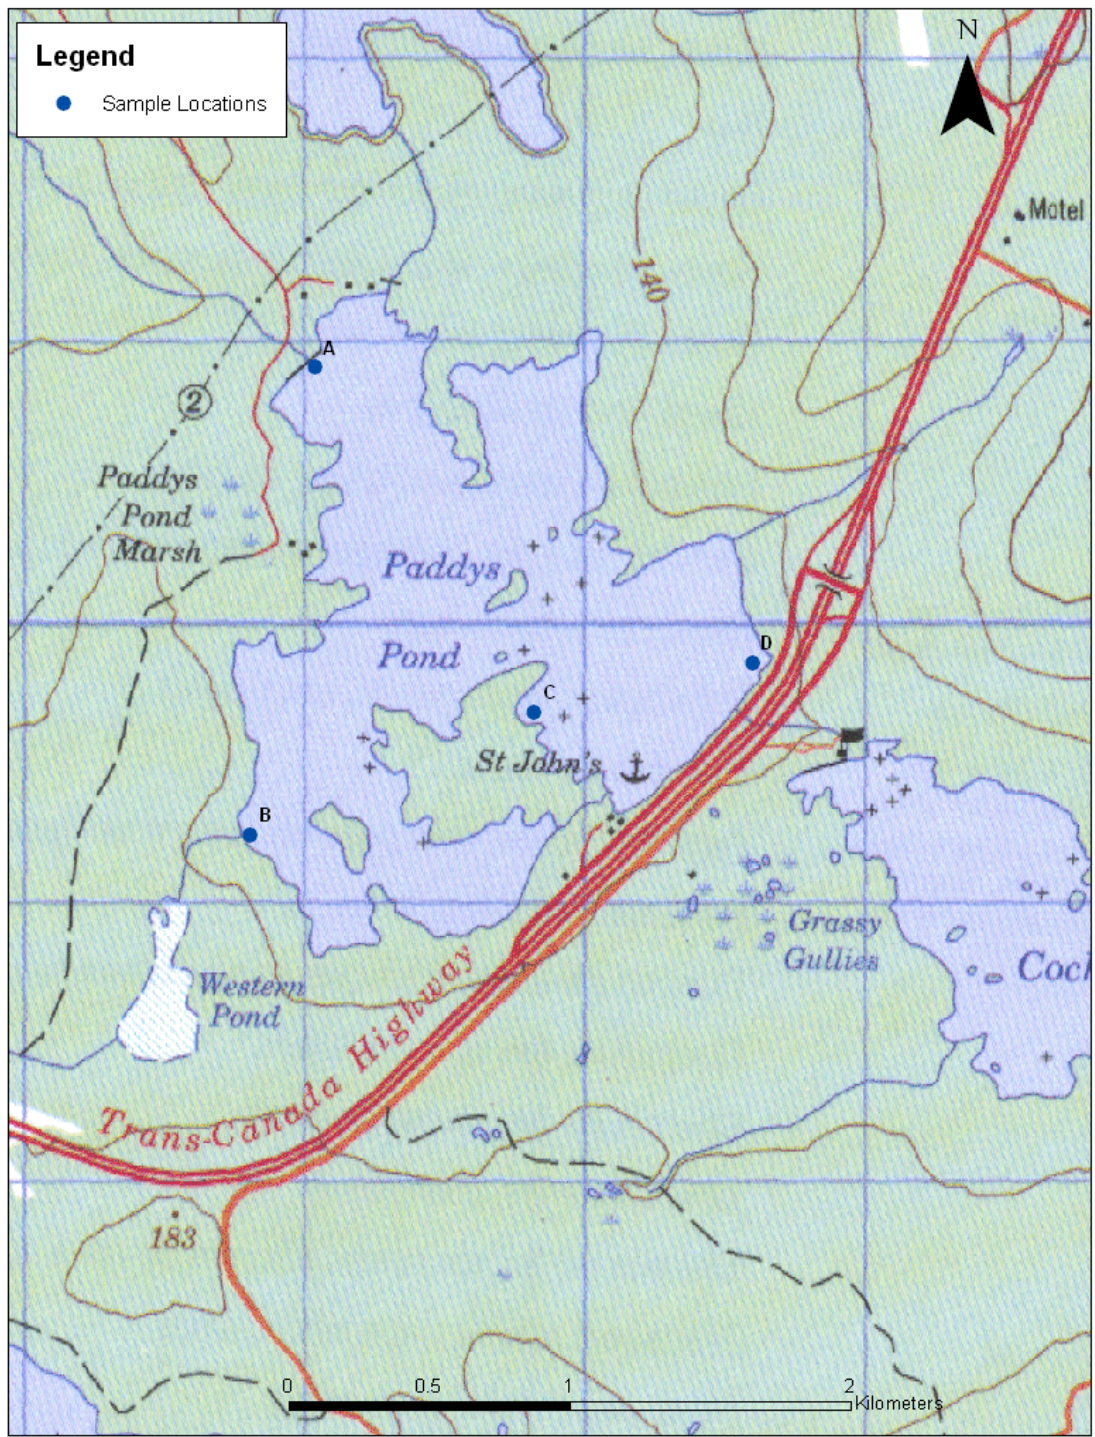 Legend
Sample Locations
N
Motel
140
A
2
Paddys
Pond
Marsh
Paddys
Pond
D
C
St John's
B
Grassy
Gullies
Western
Pond
Trans-Canada Highway
183
0 0.5 1 2
Kilometers